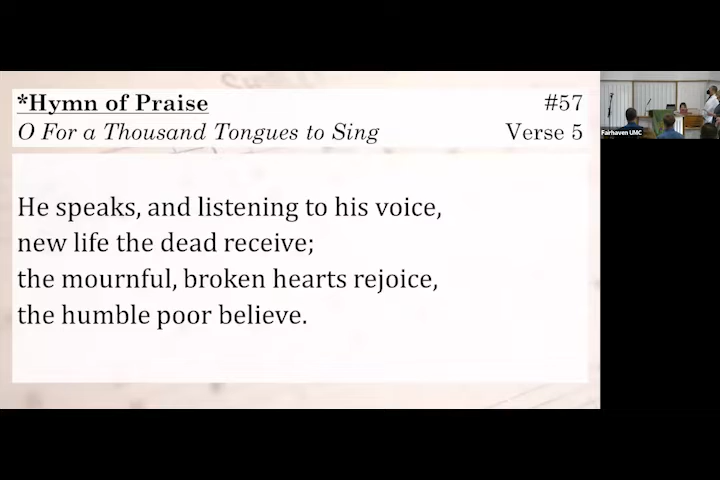 *Hymn of Praise #57
O For a Thousand Tongues to Sing Verse 5
He speaks, and listening to his voice,
new life the dead receive;
the mournful, broken hearts rejoice,
the humble poor believe.
Fairhaven UMC